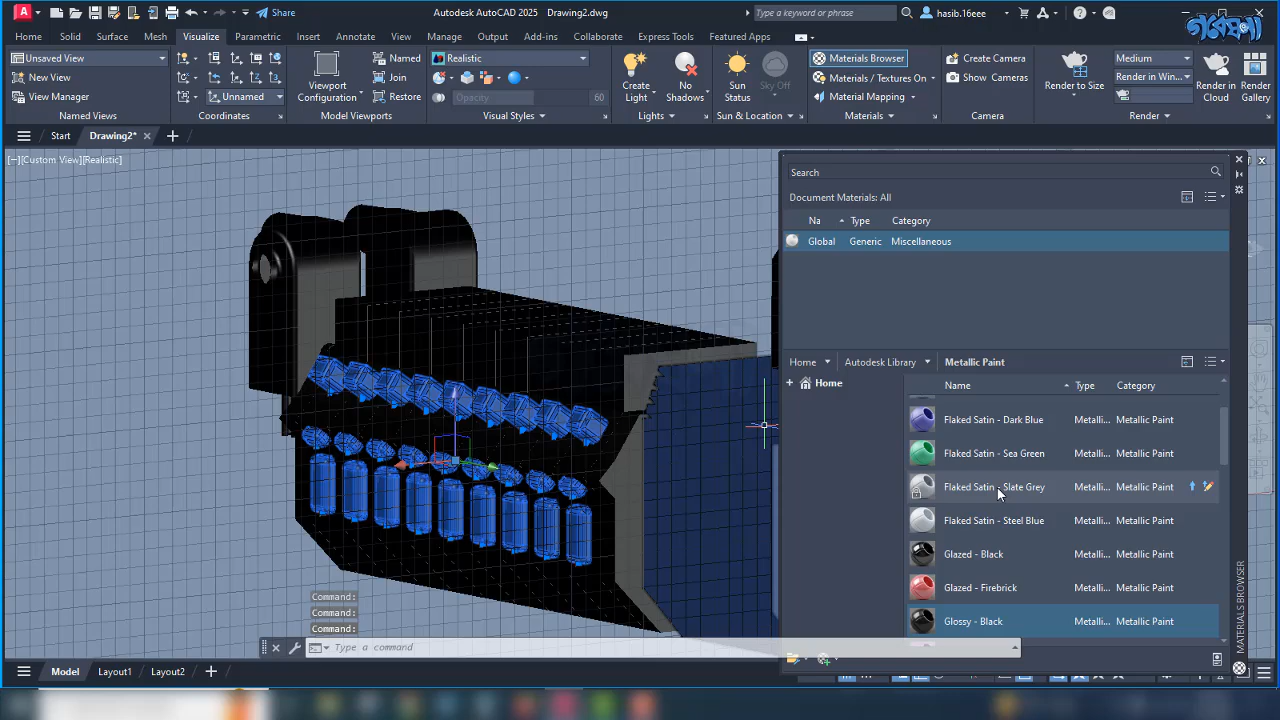 A CAD Share Autodesk AutoCAD 2025 Drawing2.dwg Type a keyword or phrase hasib.16eee
গবেষণা
Home Solid Surface Mesh Visualize Parametric Insert Annotate View Manage Output Add-ins Collaborate Express Tools Featured Apps
Unsaved View Named Realistic Materials Browser Create Camera Medium
New View Join Materials / Textures On Show Cameras Render in Win...
View Manager Unnamed Restore Opacity 60 Material Mapping
Viewport Configuration Create Light No Shadows Sun Status Sky Off Render to Size Render in Cloud Render Gallery
Named Views Coordinates Model Viewports Visual Styles Lights Sun & Location Materials Camera Render
Start Drawing2*
[−][Custom View][Realistic]
Search
Document Materials: All
Na Type Category
Global Generic Miscellaneous
Home Autodesk Library Metallic Paint
Home
Name Type Category
Flaked Satin - Dark Blue Metalli... Metallic Paint
Flaked Satin - Sea Green Metalli... Metallic Paint
Flaked Satin - Slate Grey Metalli... Metallic Paint
Flaked Satin - Steel Blue Metalli... Metallic Paint
Glazed - Black Metalli... Metallic Paint
Glazed - Firebrick Metalli... Metallic Paint
Glossy - Black Metalli... Metallic Paint
MATERIALS BROWSER
Command:
Command:
Command:
Type a command
Model Layout1 Layout2